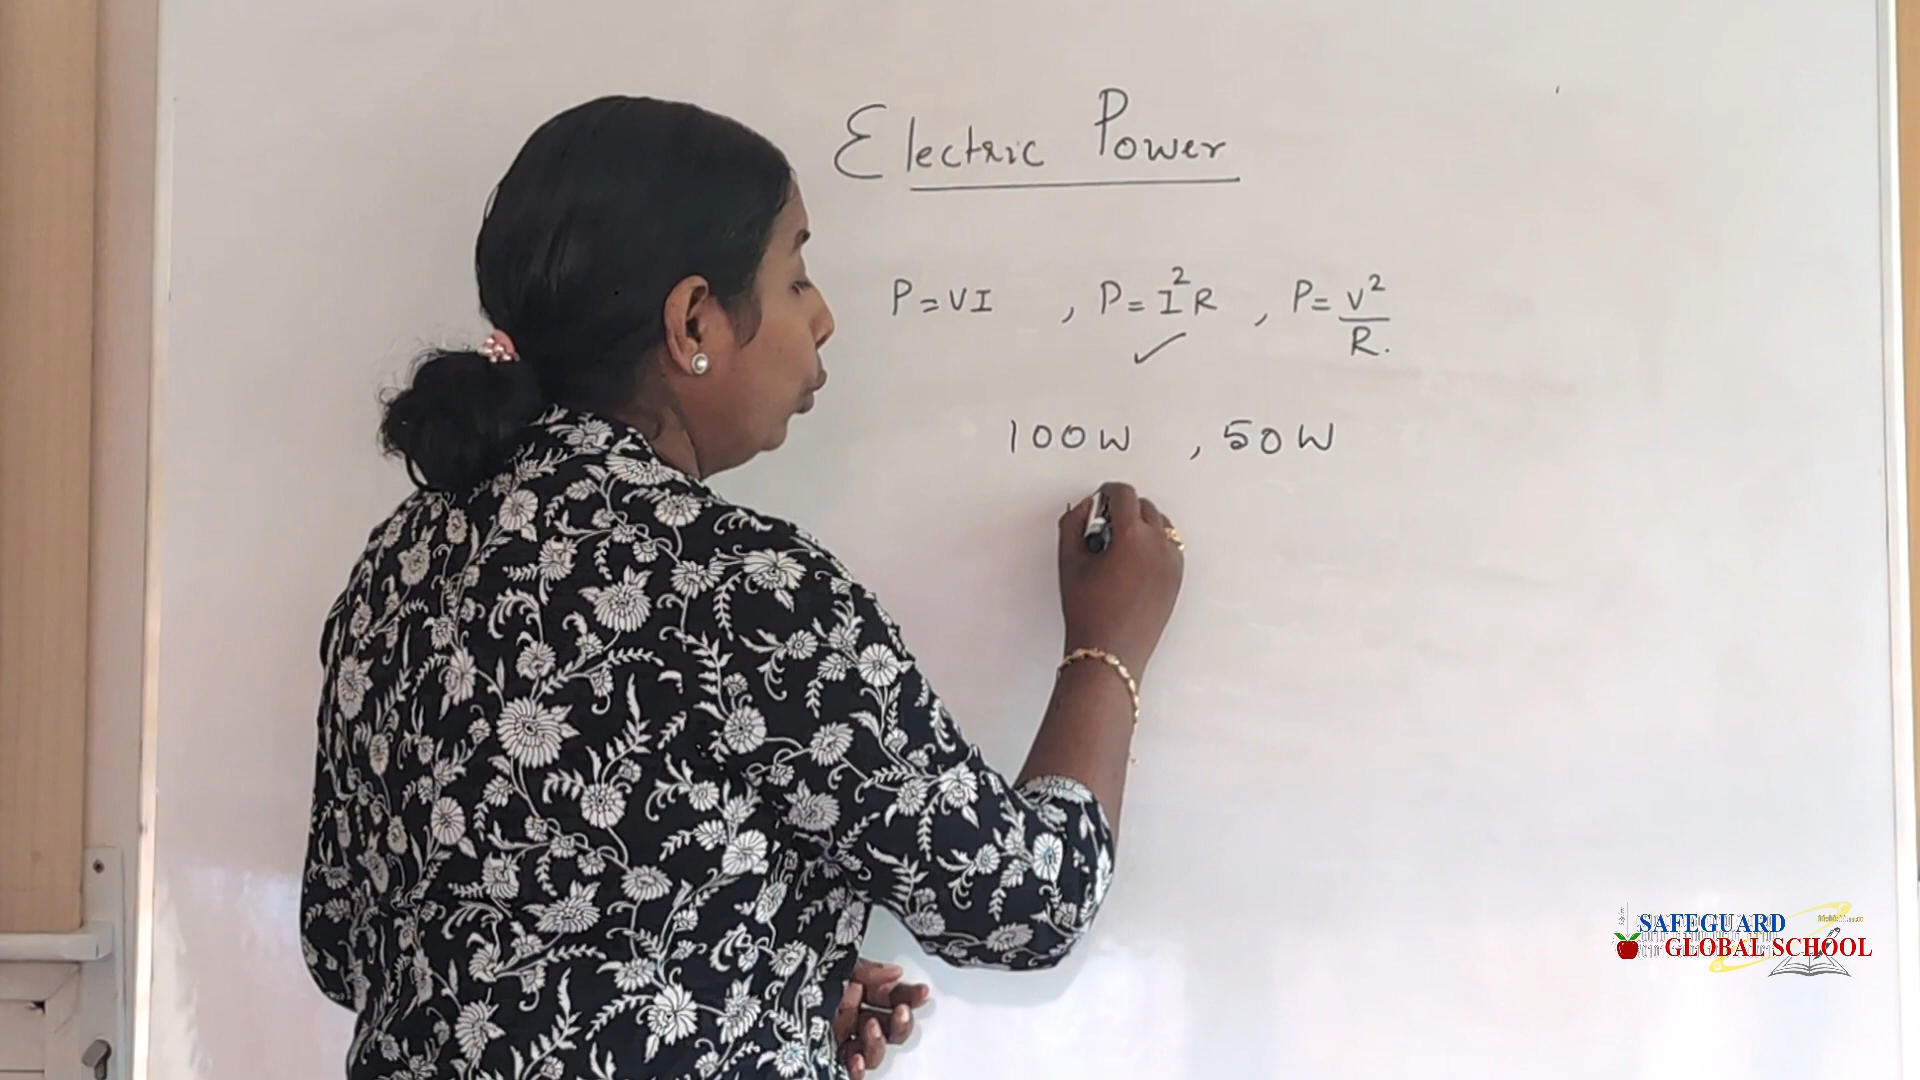 Electric Power
P = VI , P = I²R , P = V²/R.
100W , 50W
SAFEGUARD
GLOBAL SCHOOL